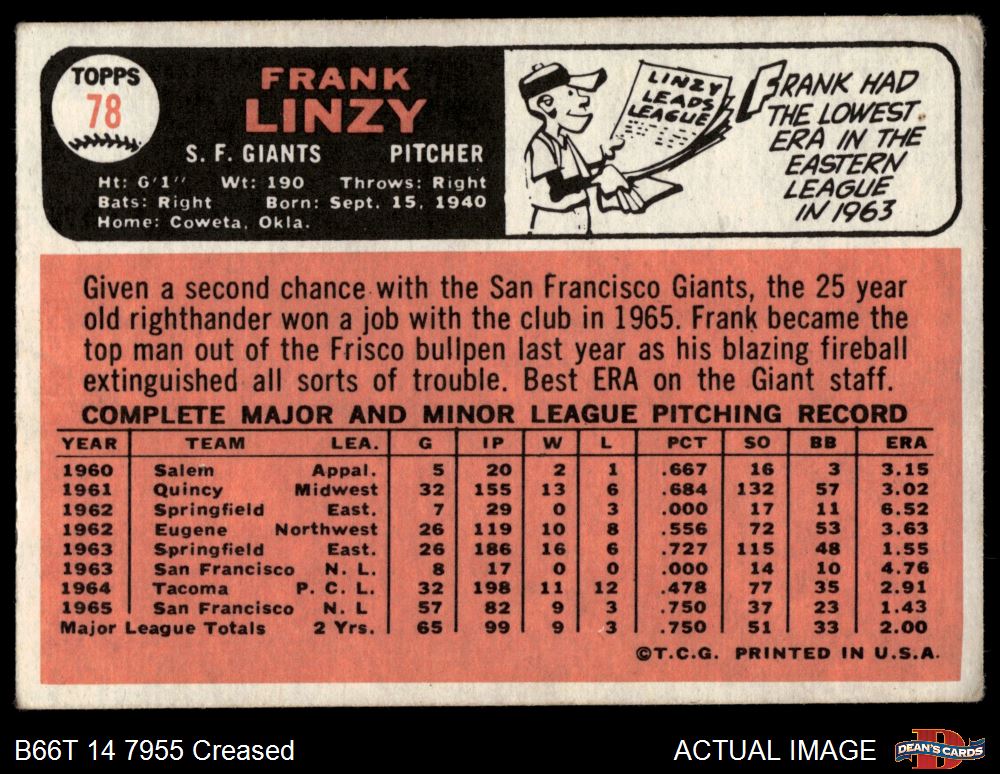 TOPPS
78
FRANK
LINZY
S. F. GIANTS PITCHER
Ht: 6'1" Wt: 190 Throws: Right
Bats: Right Born: Sept. 15, 1940
Home: Coweta, Okla.
LINZY
LEADS
LEAGUE
FRANK HAD
THE LOWEST
ERA IN THE
EASTERN
LEAGUE
IN 1963
Given a second chance with the San Francisco Giants, the 25 year
old righthander won a job with the club in 1965. Frank became the
top man out of the Frisco bullpen last year as his blazing fireball
extinguished all sorts of trouble. Best ERA on the Giant staff.
COMPLETE MAJOR AND MINOR LEAGUE PITCHING RECORD
YEAR TEAM LEA. G IP W L PCT SO BB ERA
1960 Salem Appal. 5 20 2 1 .667 16 3 3.15
1961 Quincy Midwest 32 155 13 6 .684 132 57 3.02
1962 Springfield East. 7 29 0 3 .000 17 11 6.52
1962 Eugene Northwest 26 119 10 8 .556 72 53 3.63
1963 Springfield East. 26 186 16 6 .727 115 48 1.55
1963 San Francisco N. L. 8 17 0 0 .000 14 10 4.76
1964 Tacoma P. C. L. 32 198 11 12 .478 77 35 2.91
1965 San Francisco N. L 57 82 9 3 .750 37 23 1.43
Major League Totals 2 Yrs. 65 99 9 3 .750 51 33 2.00
©T.C.G. PRINTED IN U.S.A.
B66T 14 7955 Creased
ACTUAL IMAGE
DEAN'S CARDS